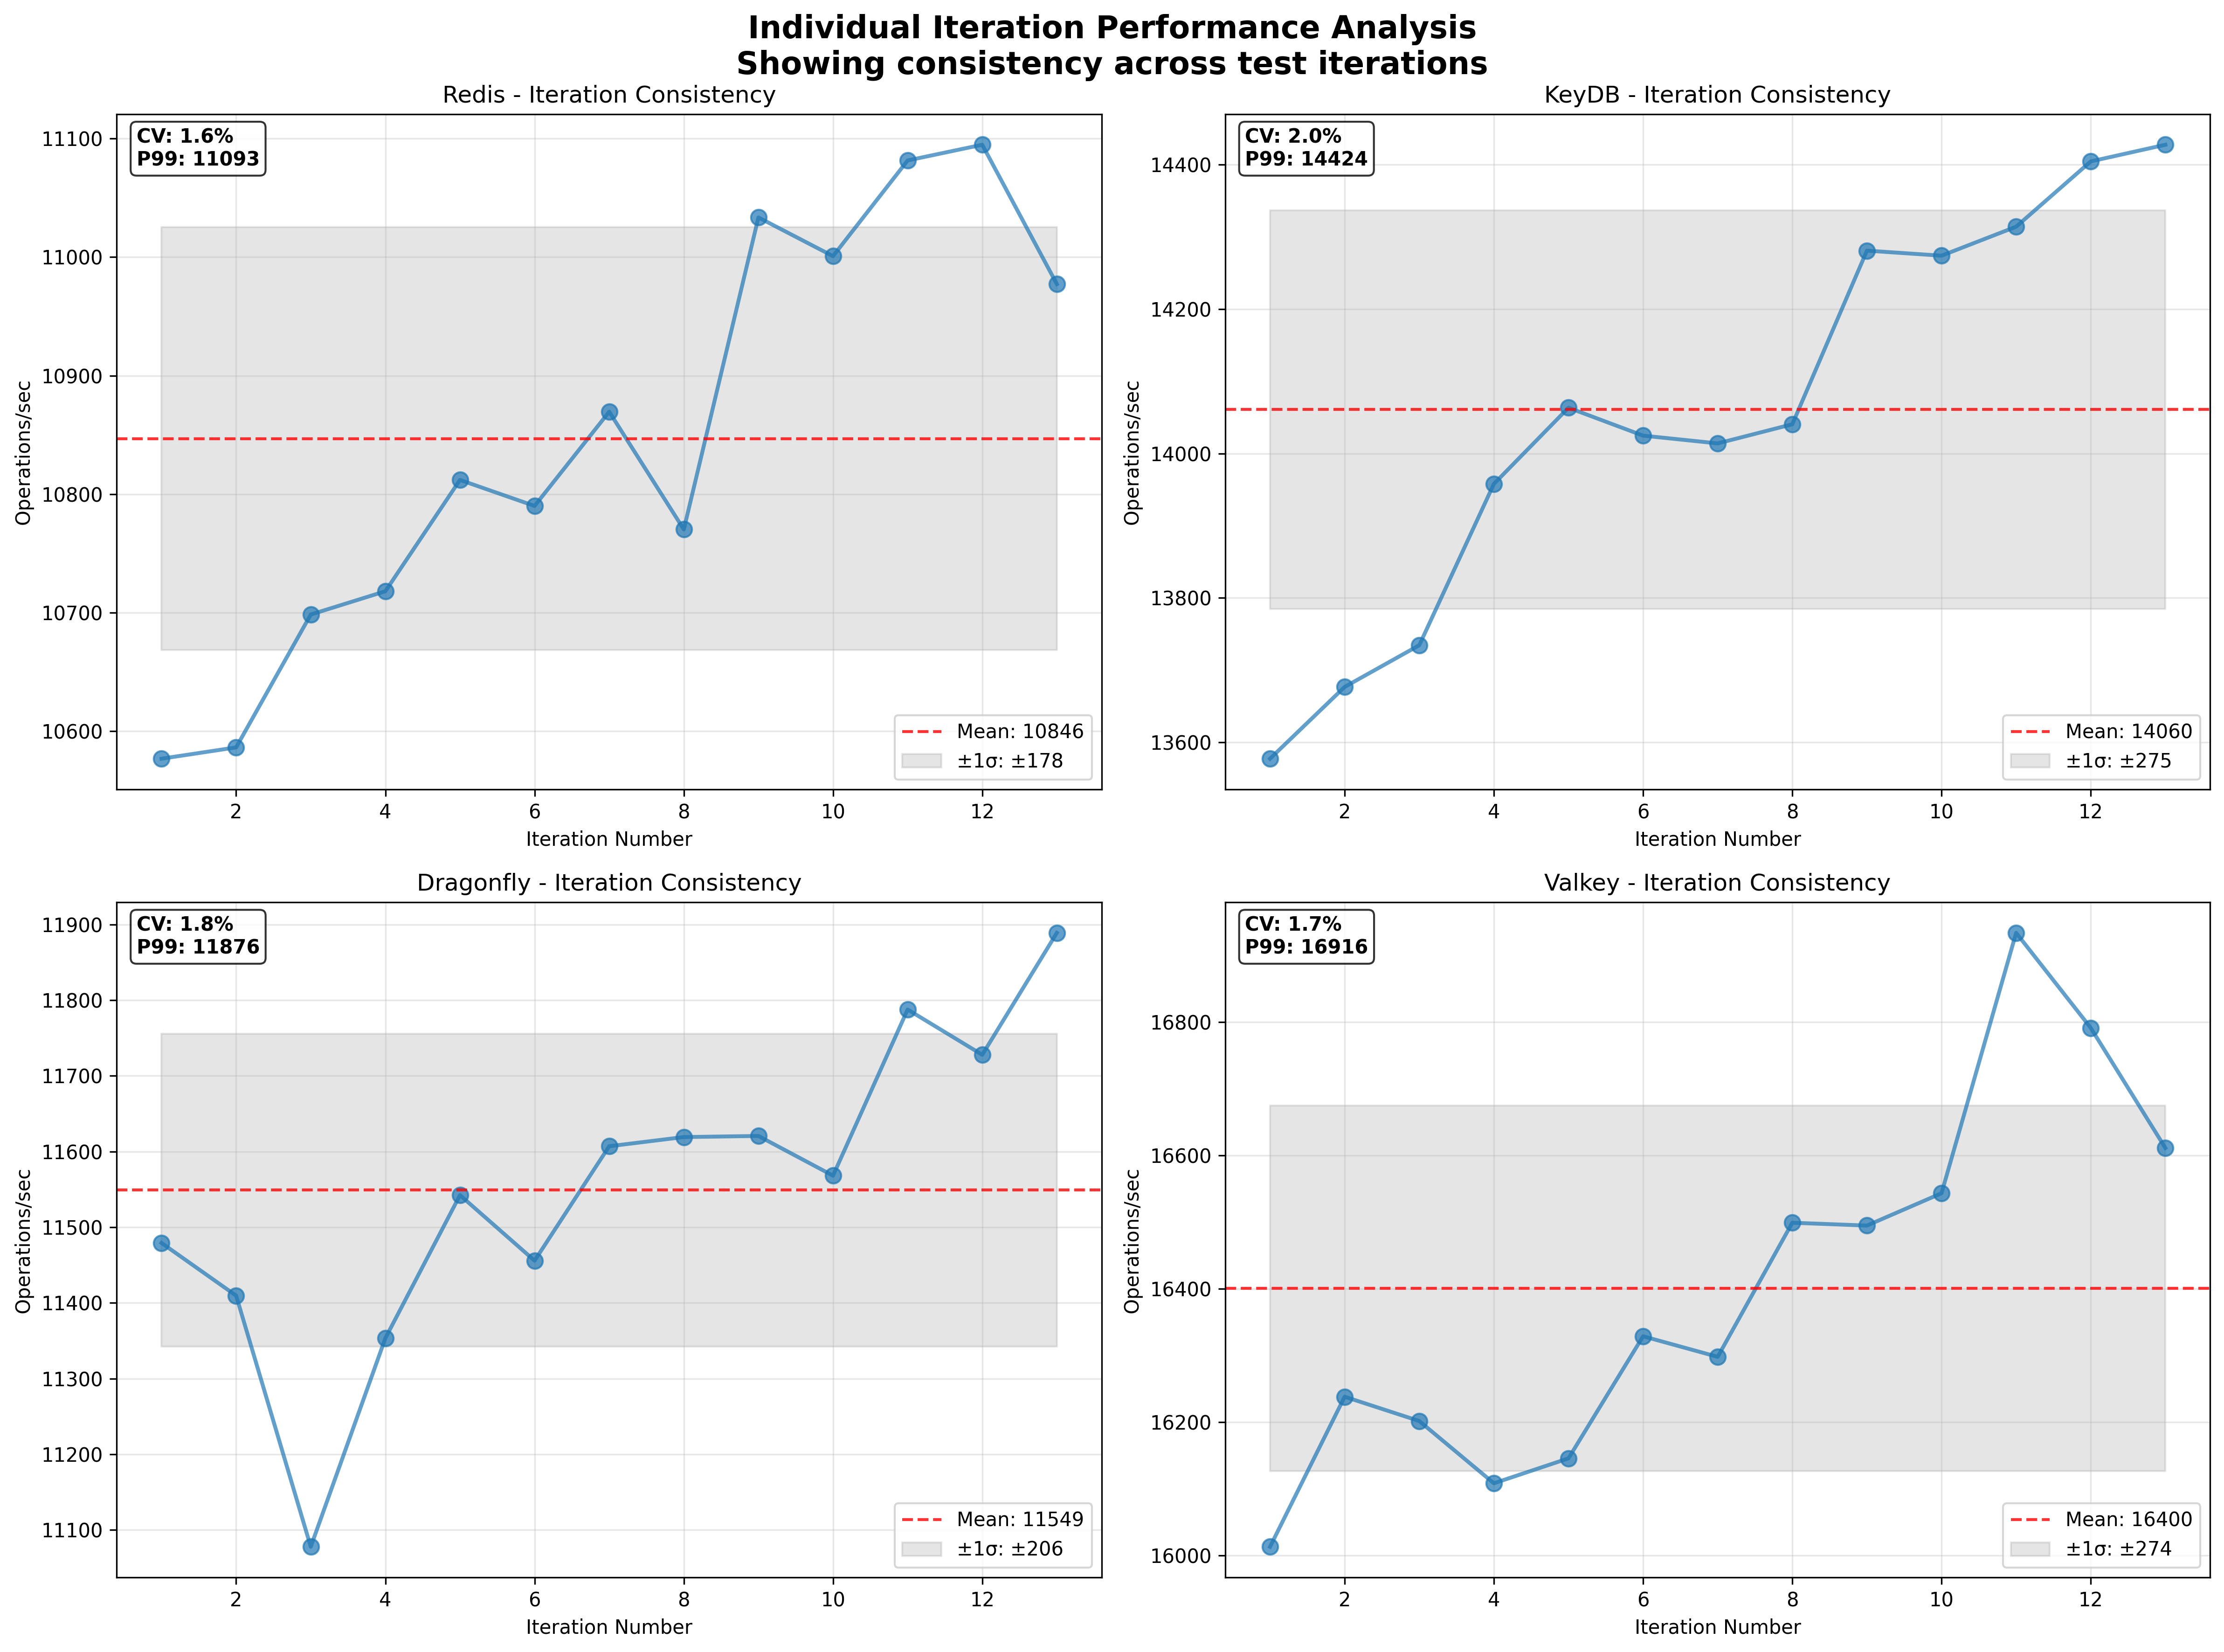 Individual Iteration Performance Analysis
Showing consistency across test iterations
Redis - Iteration Consistency
CV: 1.6%
P99: 11093
11100
11000
10900
10800
10700
10600
Operations/sec
Mean: 10846
±1σ: ±178
2 4 6 8 10 12
Iteration Number
KeyDB - Iteration Consistency
CV: 2.0%
P99: 14424
14400
14200
14000
13800
13600
Operations/sec
Mean: 14060
±1σ: ±275
2 4 6 8 10 12
Iteration Number
Dragonfly - Iteration Consistency
CV: 1.8%
P99: 11876
11900
11800
11700
11600
11500
11400
11300
11200
11100
Operations/sec
Mean: 11549
±1σ: ±206
2 4 6 8 10 12
Iteration Number
Valkey - Iteration Consistency
CV: 1.7%
P99: 16916
16800
16600
16400
16200
16000
Operations/sec
Mean: 16400
±1σ: ±274
2 4 6 8 10 12
Iteration Number